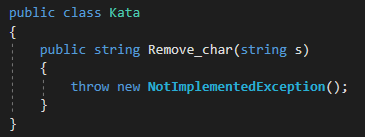 public class Kata
{
    public string Remove_char(string s)
    {
        throw new NotImplementedException();
    }
}